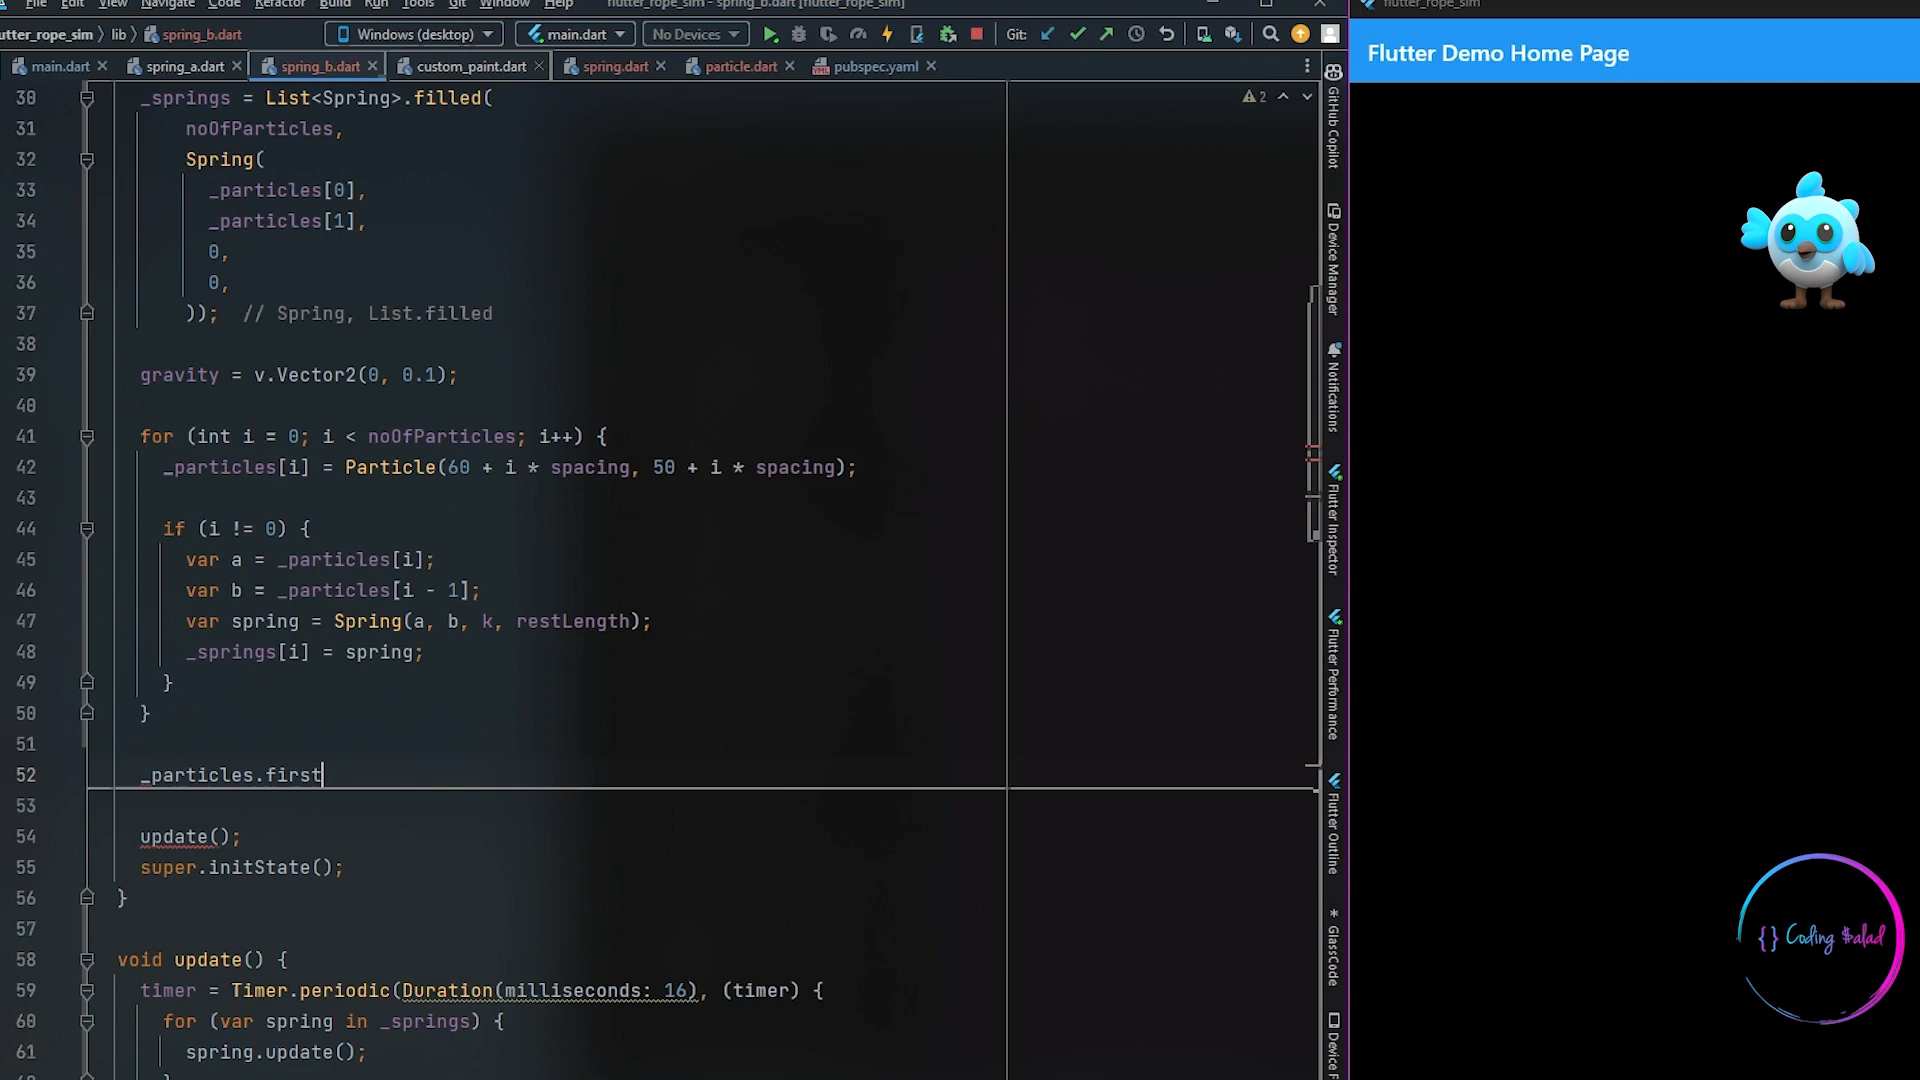 File Edit View Navigate Code Refactor Build Run Tools Git Window Help flutter_rope_sim - spring_b.dart [flutter_rope_sim]
flutter_rope_sim
utter_rope_sim lib spring_b.dart Windows (desktop) main.dart No Devices Git:
main.dart spring_a.dart spring_b.dart custom_paint.dart spring.dart particle.dart pubspec.yaml
Flutter Demo Home Page
30 _springs = List<Spring>.filled(
2
31 noOfParticles,
32 Spring(
33 _particles[0],
34 _particles[1],
35 0,
36 0,
37 )); // Spring, List.filled
38
39 gravity = v.Vector2(0, 0.1);
40
41 for (int i = 0; i < noOfParticles; i++) {
42 _particles[i] = Particle(60 + i * spacing, 50 + i * spacing);
43
44 if (i != 0) {
45 var a = _particles[i];
46 var b = _particles[i - 1];
47 var spring = Spring(a, b, k, restLength);
48 _springs[i] = spring;
49 }
50 }
51
52 _particles.first
53
54 update();
55 super.initState();
56 }
57
58 void update() {
59 timer = Timer.periodic(Duration(milliseconds: 16), (timer) {
60 for (var spring in _springs) {
61 spring.update();
GitHub Copilot
Device Manager
Notifications
Flutter Inspector
Flutter Performance
Flutter Outline
GlassCode
Device F
{ } Coding $alad